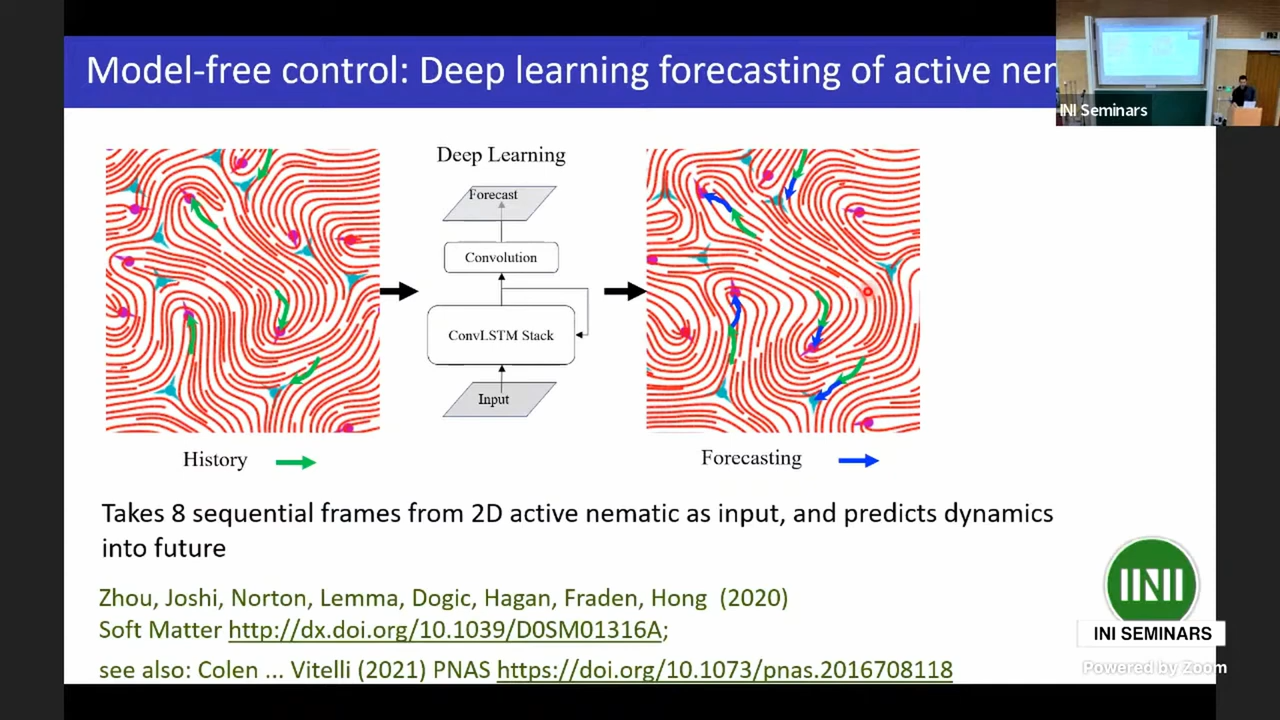 Model-free control: Deep learning forecasting of active ner
INI Seminars
Deep Learning
Forecast
Convolution
ConvLSTM Stack
Input
History
Forecasting
Takes 8 sequential frames from 2D active nematic as input, and predicts dynamics
into future
Zhou, Joshi, Norton, Lemma, Dogic, Hagan, Fraden, Hong (2020)
Soft Matter http://dx.doi.org/10.1039/D0SM01316A;
see also: Colen ... Vitelli (2021) PNAS https://doi.org/10.1073/pnas.2016708118
INI
INI SEMINARS
Powered by Zoom